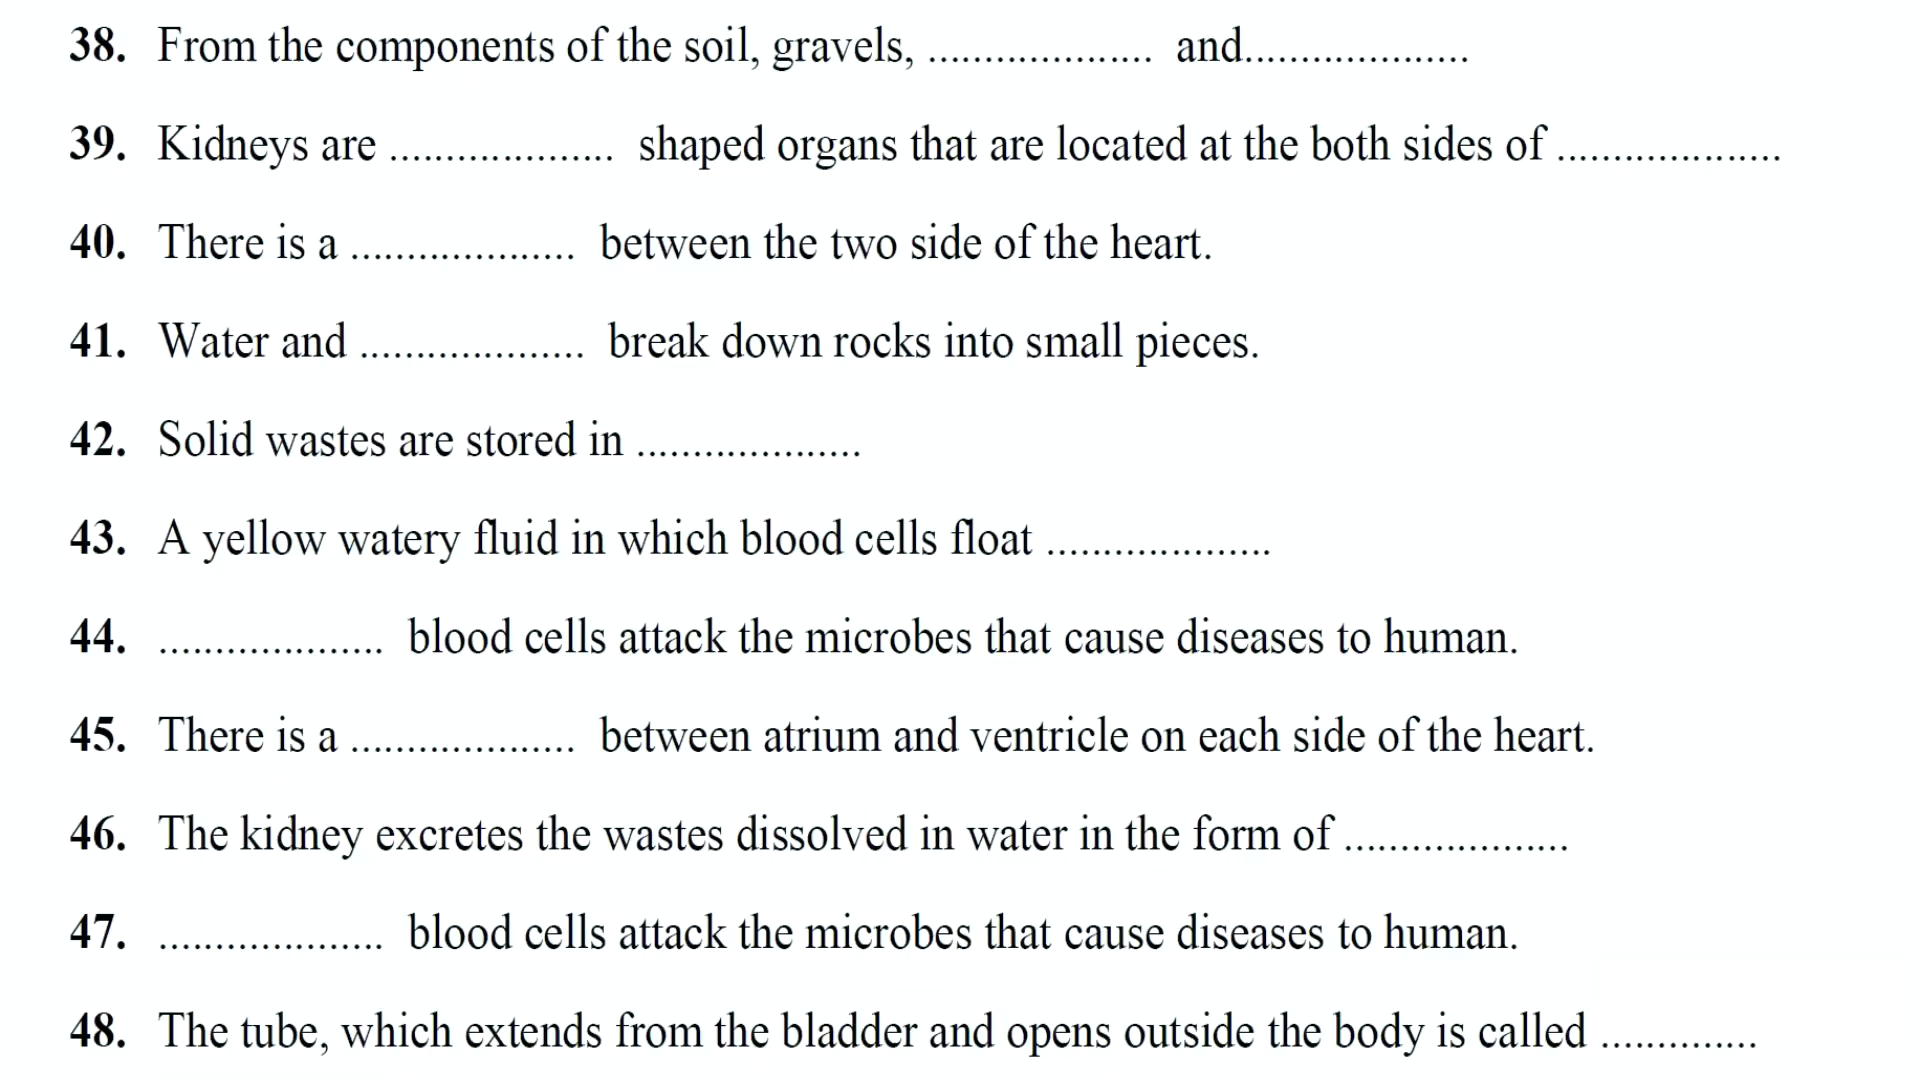 38. From the components of the soil, gravels, .................... and....................
39. Kidneys are .................... shaped organs that are located at the both sides of ....................
40. There is a .................... between the two side of the heart.
41. Water and .................... break down rocks into small pieces.
42. Solid wastes are stored in ....................
43. A yellow watery fluid in which blood cells float ....................
44. .................... blood cells attack the microbes that cause diseases to human.
45. There is a .................... between atrium and ventricle on each side of the heart.
46. The kidney excretes the wastes dissolved in water in the form of ....................
47. .................... blood cells attack the microbes that cause diseases to human.
48. The tube, which extends from the bladder and opens outside the body is called ..............